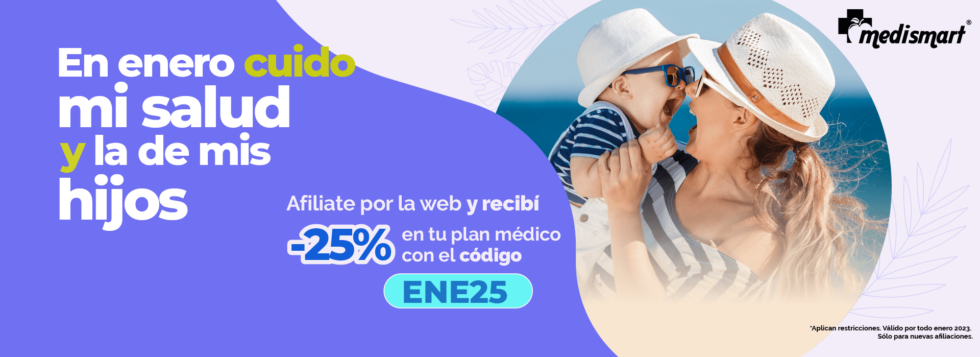 En enero cuido
mi salud
y la de mis
hijos
Afiliate por la web y recibí
-25%
en tu plan médico
con el código
ENE25
medismart®
*Aplican restricciones. Válido por todo enero 2023.
Sólo para nuevas afiliaciones.